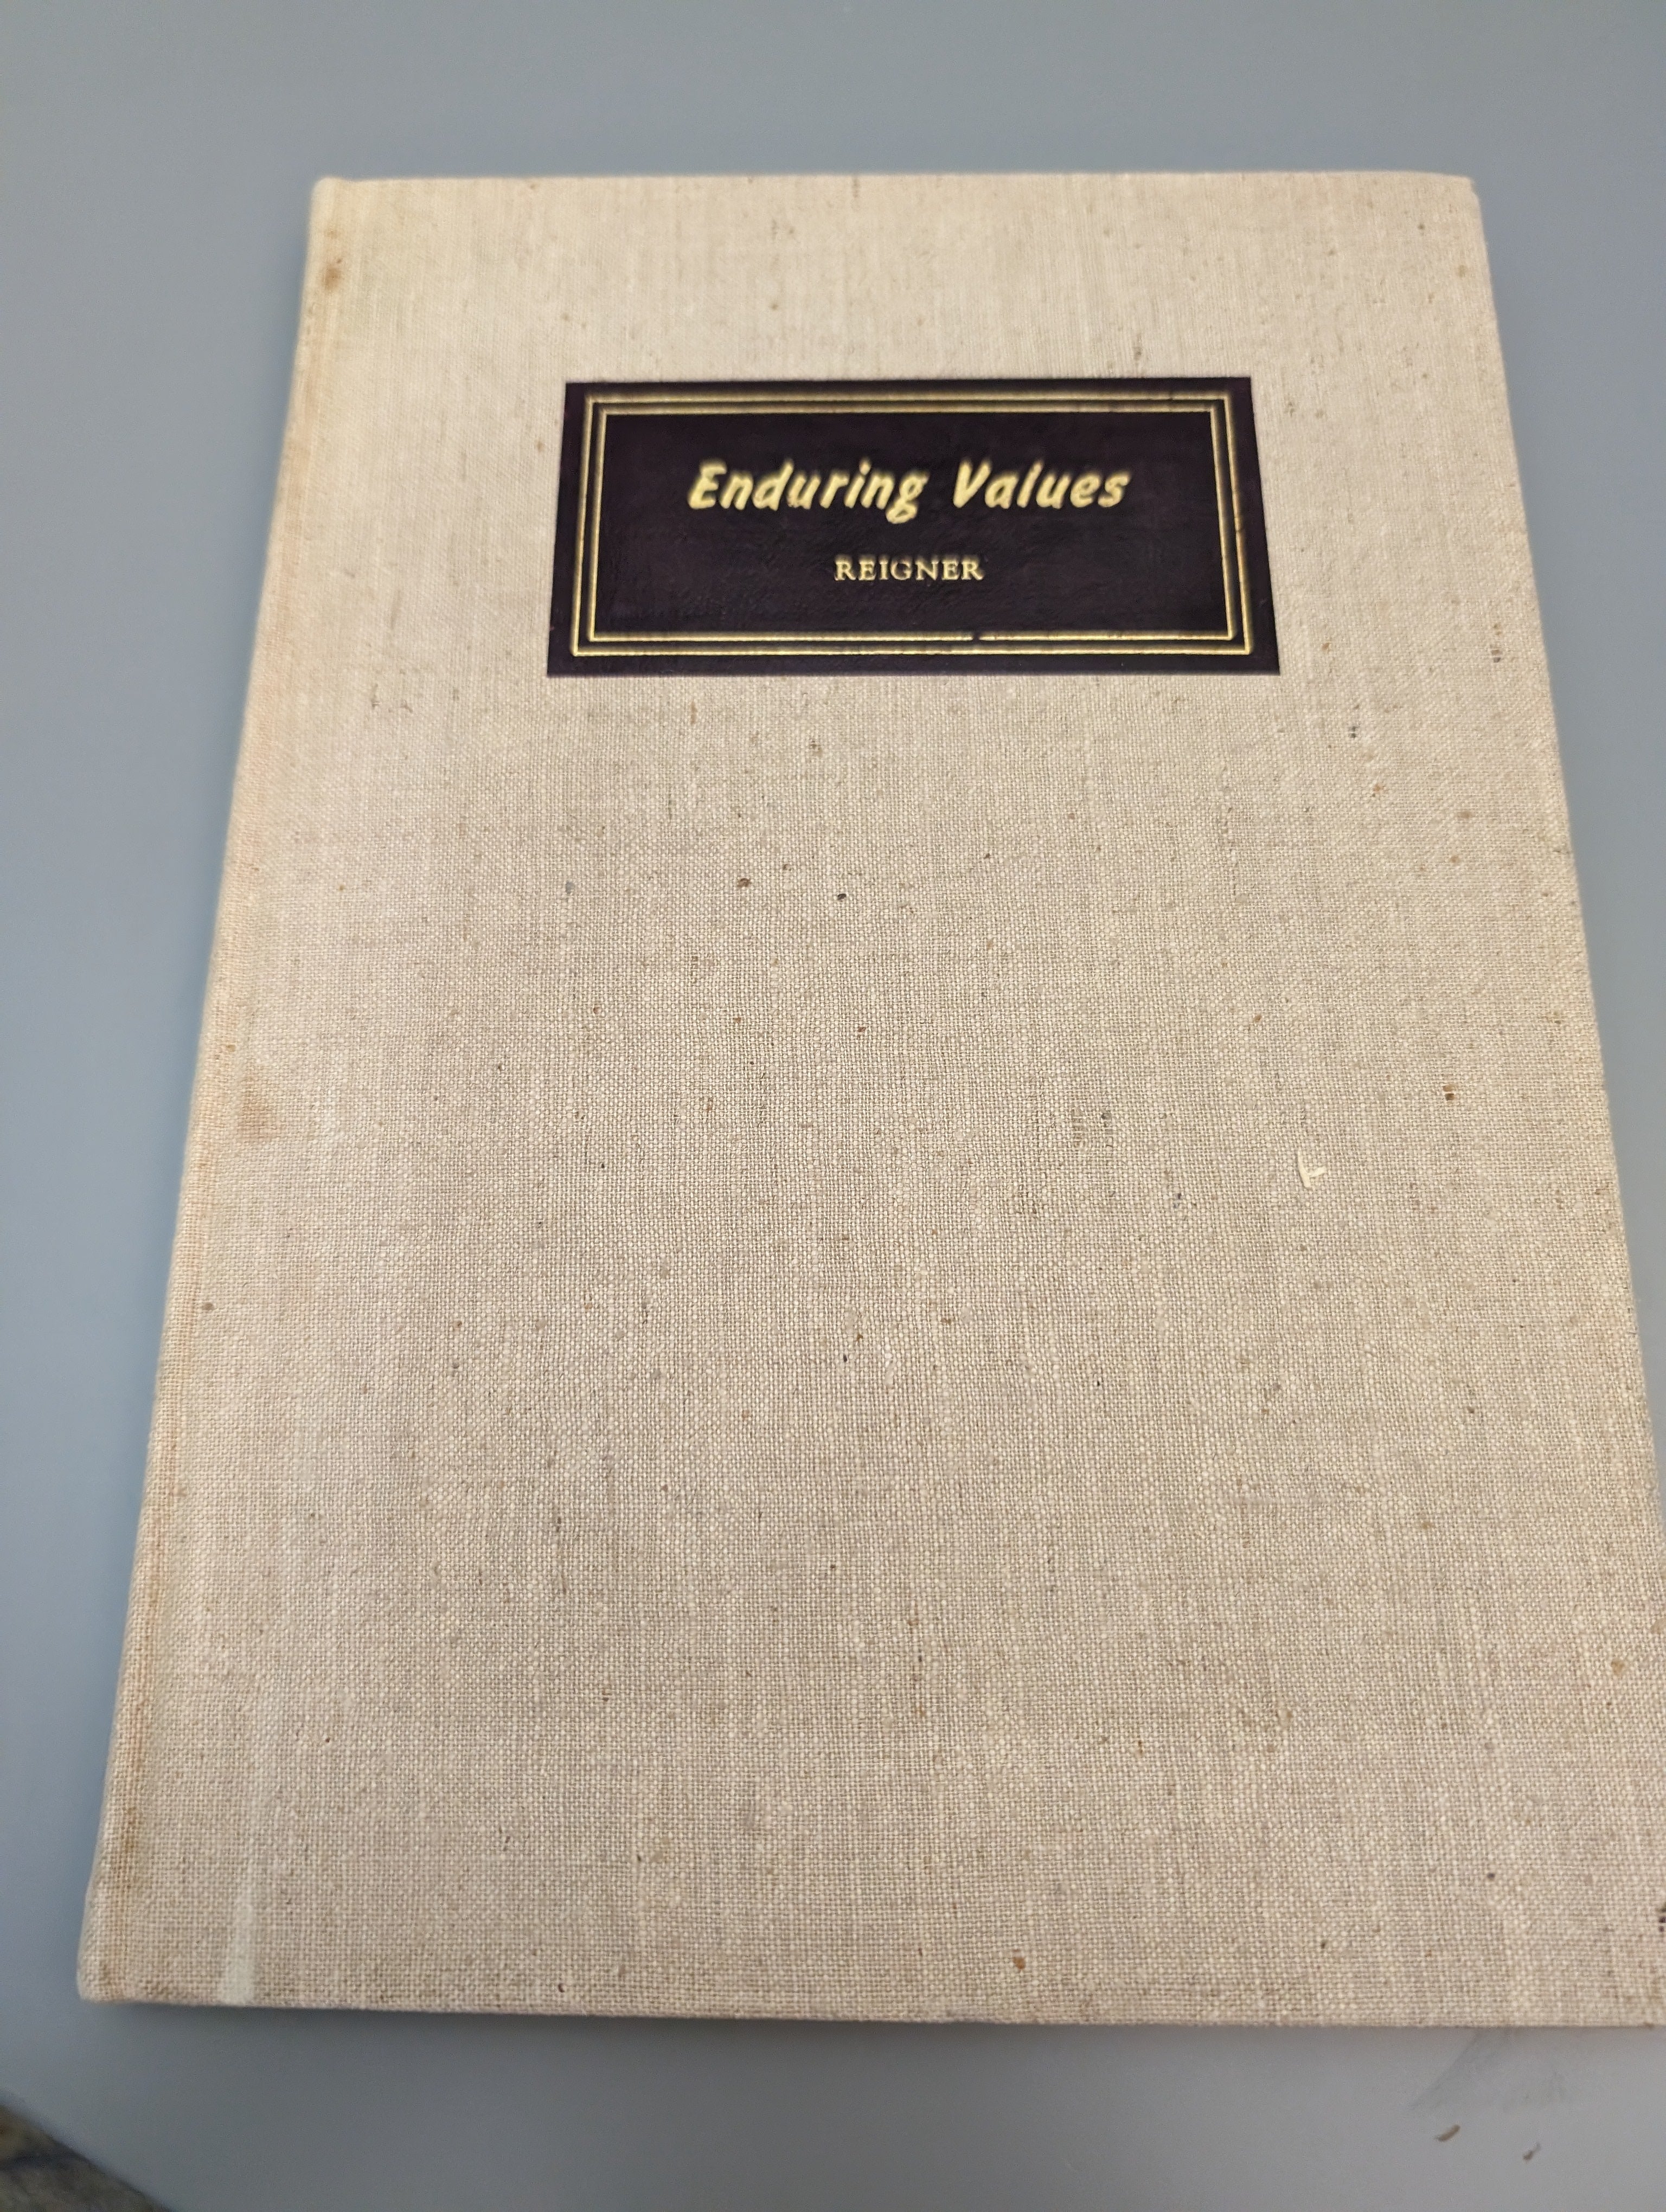 Enduring Values
REIGNER